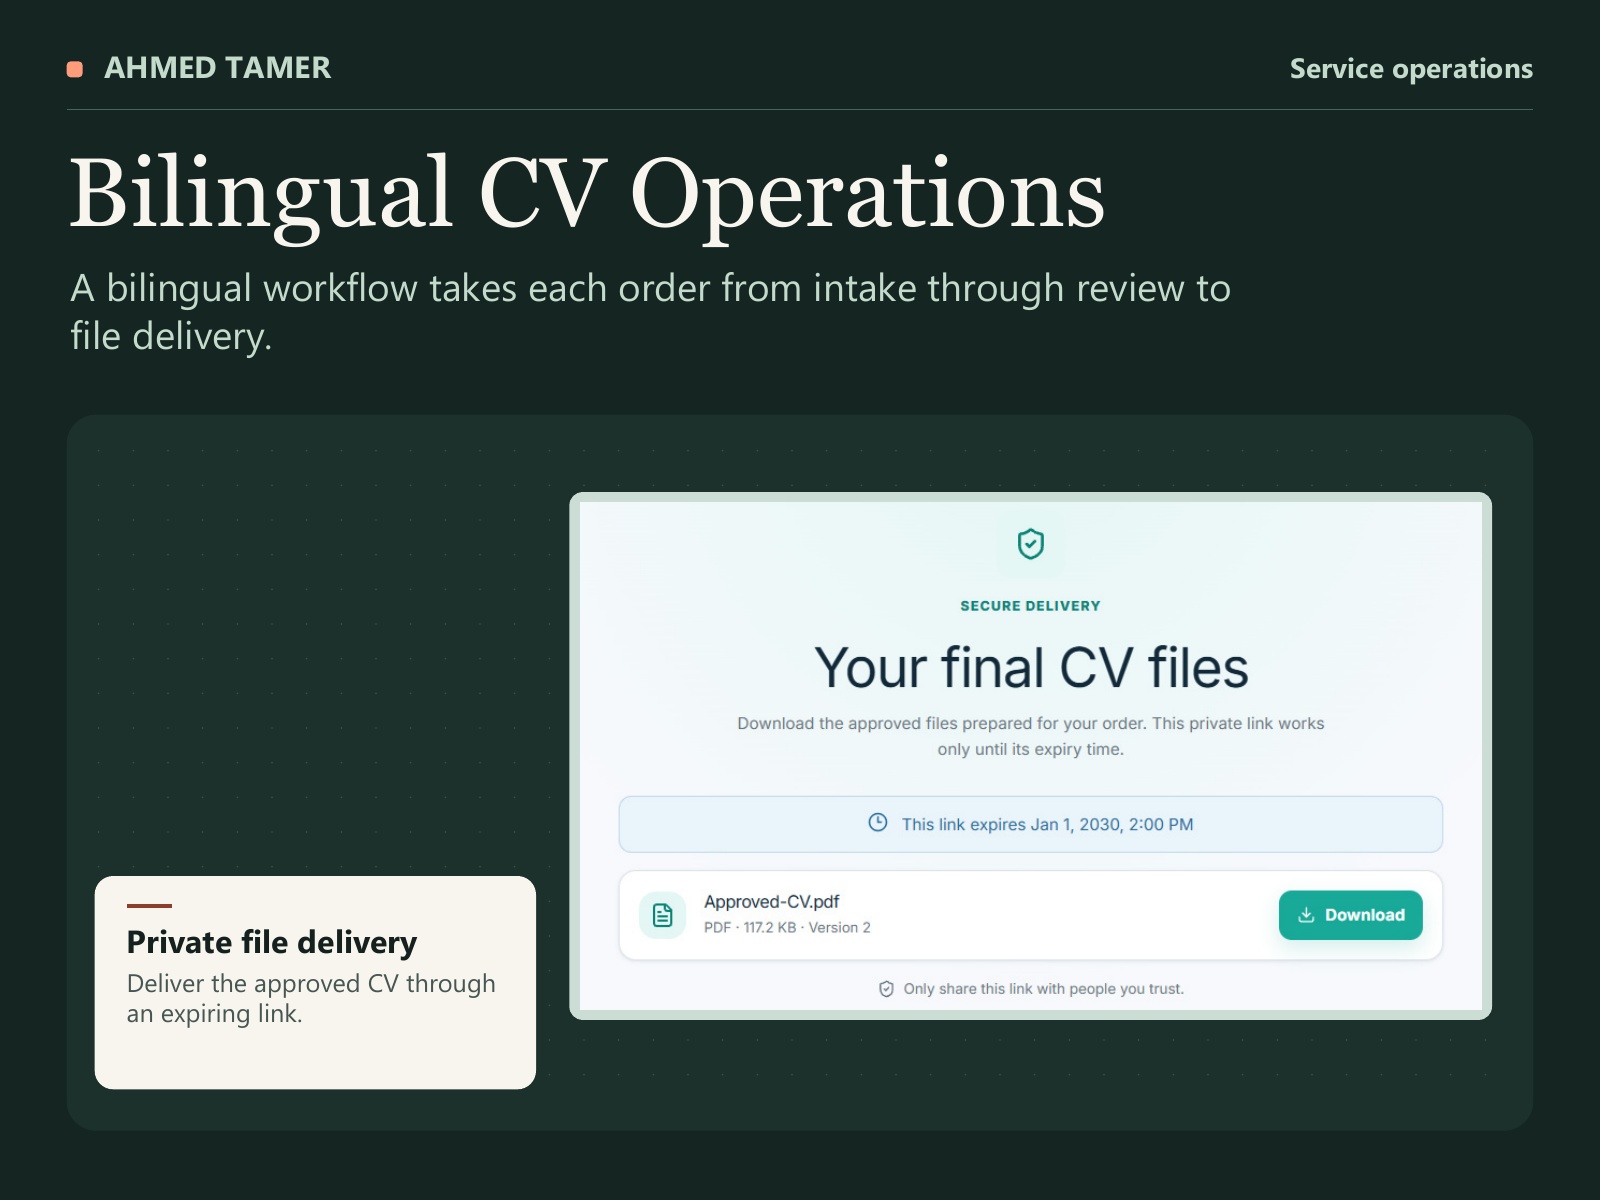 AHMED TAMER
Service operations
Bilingual CV Operations
A bilingual workflow takes each order from intake through review to
file delivery.
SECURE DELIVERY
Your final CV files
Download the approved files prepared for your order. This private link works
only until its expiry time.
This link expires Jan 1, 2030, 2:00 PM
Approved-CV.pdf
PDF · 117.2 KB · Version 2
Download
Only share this link with people you trust.
Private file delivery
Deliver the approved CV through
an expiring link.